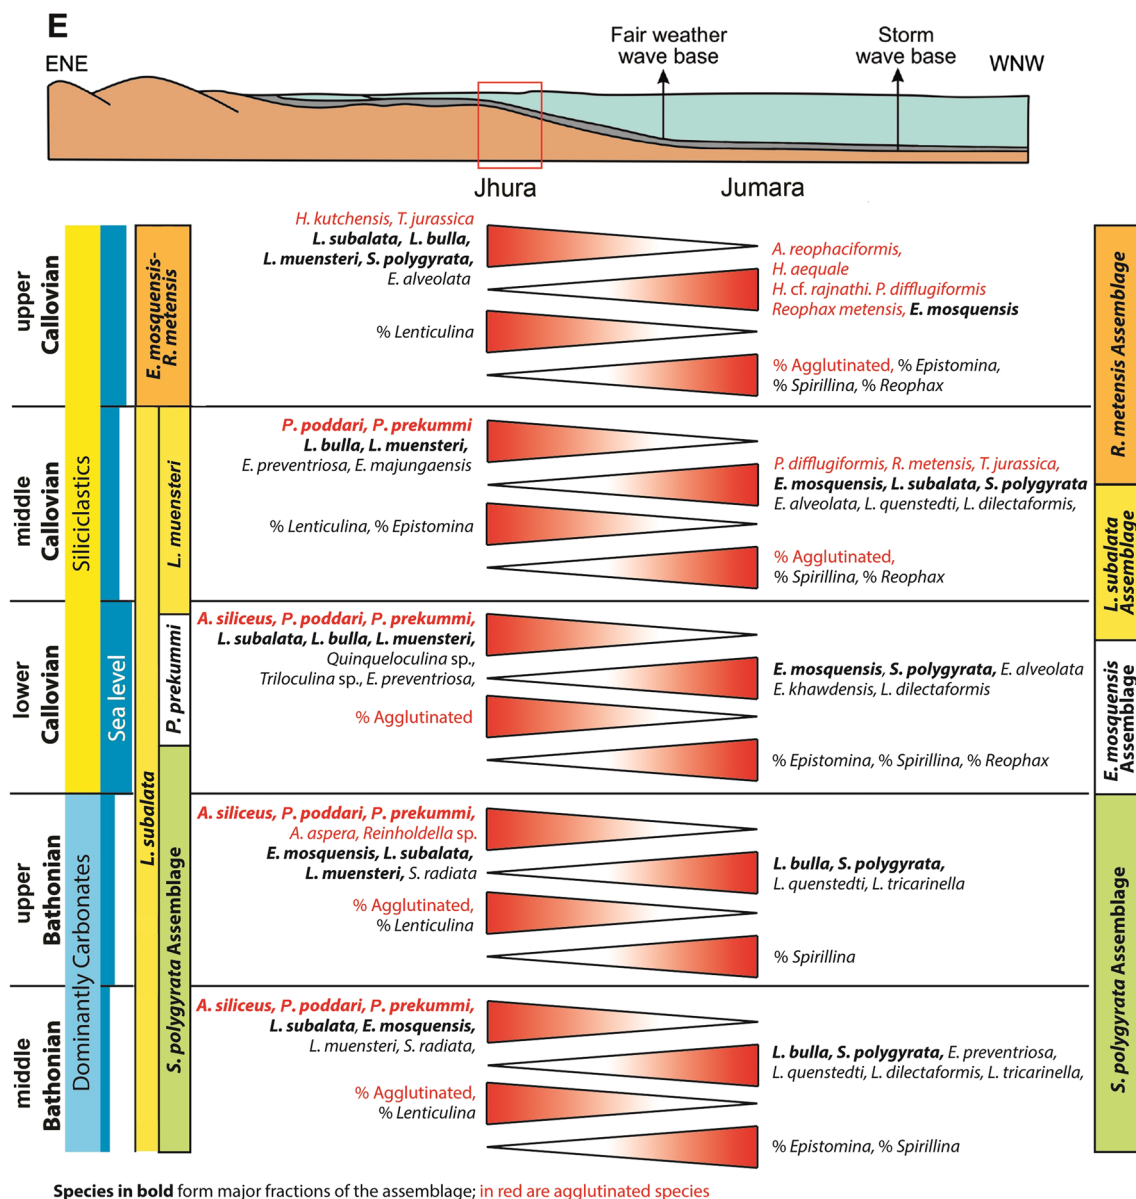 E
ENE
Fair weather
wave base
Storm
wave base
WNW
Jhura
Jumara
upper
Callovian
E. mosquensis-
R. metensis
H. kutchensis, T. jurassica
L. subalata, L. bulla,
L. muensteri, S. polygyrata,
E. alveolata
A. reophaciformis,
H. aequale
H. cf. rajnathi. P. difflugiformis
Reophax metensis, E. mosquensis
% Lenticulina
% Agglutinated, % Epistomina,
% Spirillina, % Reophax
R. metensis Assemblage
middle
Callovian
Siliciclastics
L. muensteri
P. poddari, P. prekummi
L. bulla, L. muensteri,
E. preventriosa, E. majungaensis
P. difflugiformis, R. metensis, T. jurassica,
E. mosquensis, L. subalata, S. polygyrata
E. alveolata, L. quenstedti, L. dilectaformis,
% Lenticulina, % Epistomina
% Agglutinated,
% Spirillina, % Reophax
L. subalata
Assemblage
lower
Callovian
Sea level
P. prekummi
A. siliceus, P. poddari, P. prekummi,
L. subalata, L. bulla, L. muensteri,
Quinqueloculina sp.,
Triloculina sp., E. preventriosa,
E. mosquensis, S. polygyrata, E. alveolata
E. khawdensis, L. dilectaformis
% Agglutinated
% Epistomina, % Spirillina, % Reophax
E. mosquensis
Assemblage
upper
Bathonian
Dominantly Carbonates
L. subalata
S. polygyrata Assemblage
A. siliceus, P. poddari, P. prekummi,
A. aspera, Reinholdella sp.
E. mosquensis, L. subalata,
L. muensteri, S. radiata
L. bulla, S. polygyrata,
L. quenstedti, L. tricarinella
% Agglutinated,
% Lenticulina
% Spirillina
S. polygyrata Assemblage
middle
Bathonian
A. siliceus, P. poddari, P. prekummi,
L. subalata, E. mosquensis,
L. muensteri, S. radiata,
L. bulla, S. polygyrata, E. preventriosa,
L. quenstedti, L. dilectaformis, L. tricarinella,
% Agglutinated,
% Lenticulina
% Epistomina, % Spirillina
Species in bold form major fractions of the assemblage; in red are agglutinated species